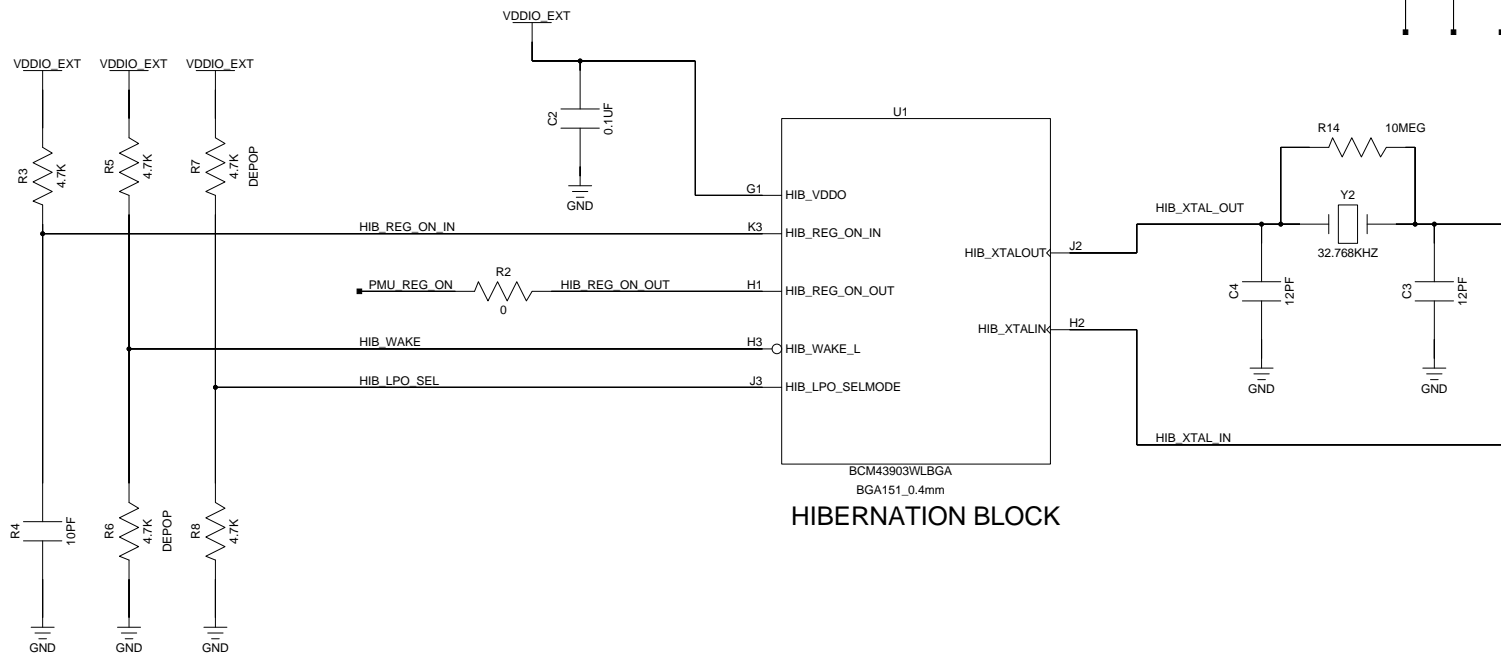 VDDIO_EXT
VDDIO_EXT
VDDIO_EXT
VDDIO_EXT
R3
4.7K
R5
4.7K
R7
4.7K
DEPOP
C2
0.1UF
GND
U1
G1
HIB_VDDO
HIB_REG_ON_IN
K3
HIB_REG_ON_IN
PMU_REG_ON
R2
0
HIB_REG_ON_OUT
H1
HIB_REG_ON_OUT
HIB_WAKE
H3
HIB_WAKE_L
HIB_LPO_SEL
J3
HIB_LPO_SELMODE
HIB_XTALOUT
J2
HIB_XTALIN
H2
BCM43903WLBGA
BGA151_0.4mm
HIBERNATION BLOCK
R14
10MEG
HIB_XTAL_OUT
Y2
32.768KHZ
C4
12PF
GND
C3
12PF
GND
HIB_XTAL_IN
R4
10PF
R6
4.7K
DEPOP
R8
4.7K
GND
GND
GND